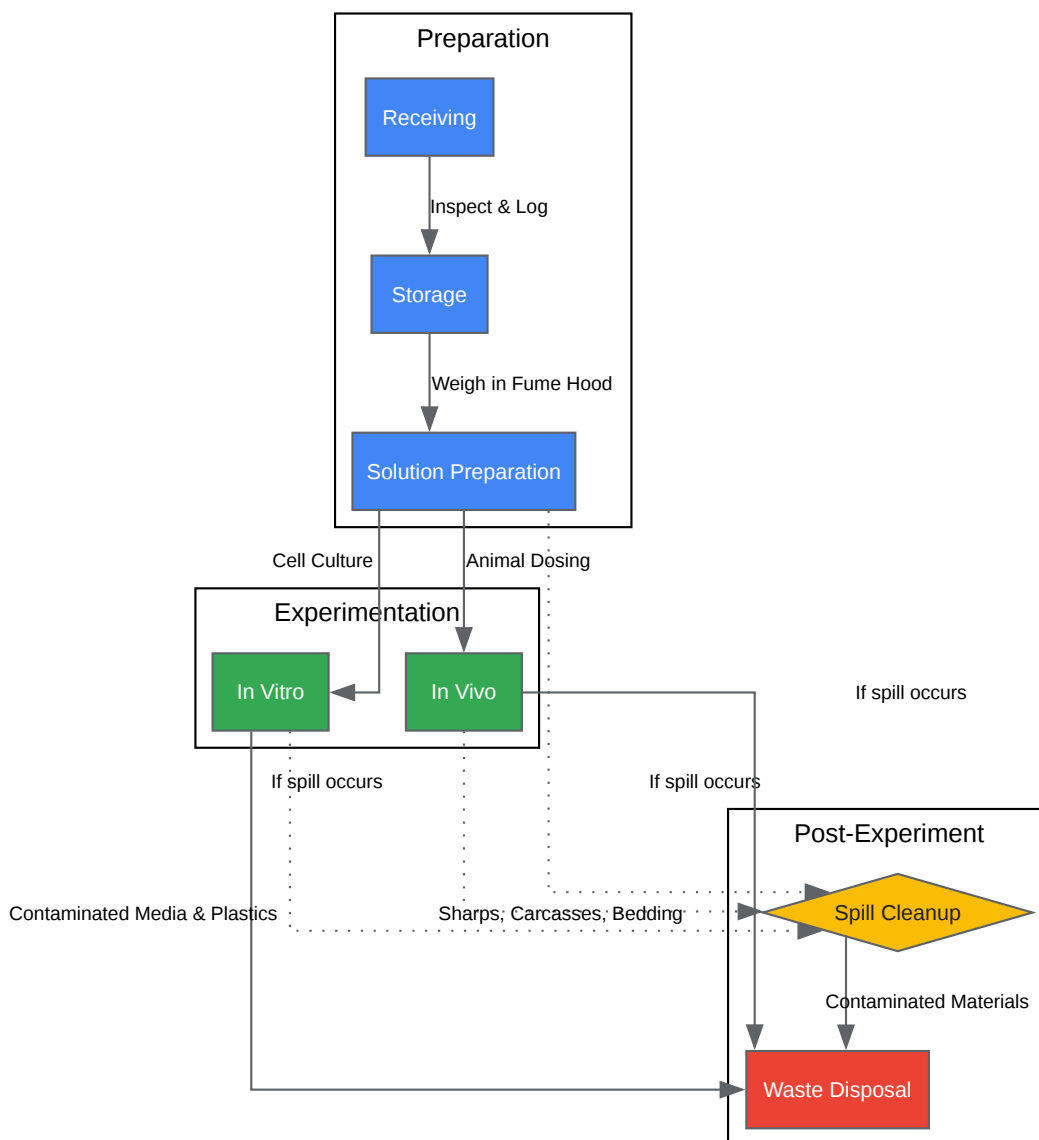 Preparation
Receiving
Inspect & Log
Storage
Weigh in Fume Hood
Solution Preparation
Cell Culture
Animal Dosing
Experimentation
In Vitro
In Vivo
If spill occurs
If spill occurs
If spill occurs
Post-Experiment
Contaminated Media & Plastics
Sharps, Carcasses, Bedding
Spill Cleanup
Contaminated Materials
Waste Disposal